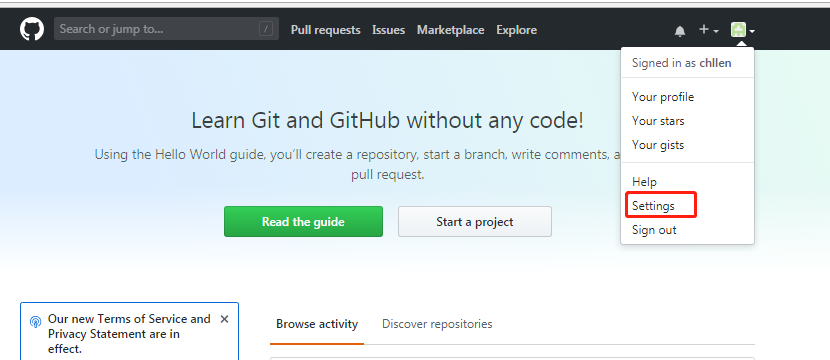 Search or jump to... /
Pull requests Issues Marketplace Explore
Signed in as chllen
Your profile
Your stars
Your gists
Help
Settings
Sign out
Learn Git and GitHub without any code!
Using the Hello World guide, you'll create a repository, start a branch, write comments, a
pull request.
Read the guide Start a project
Our new Terms of Service and
Privacy Statement are in
effect.
Browse activity Discover repositories